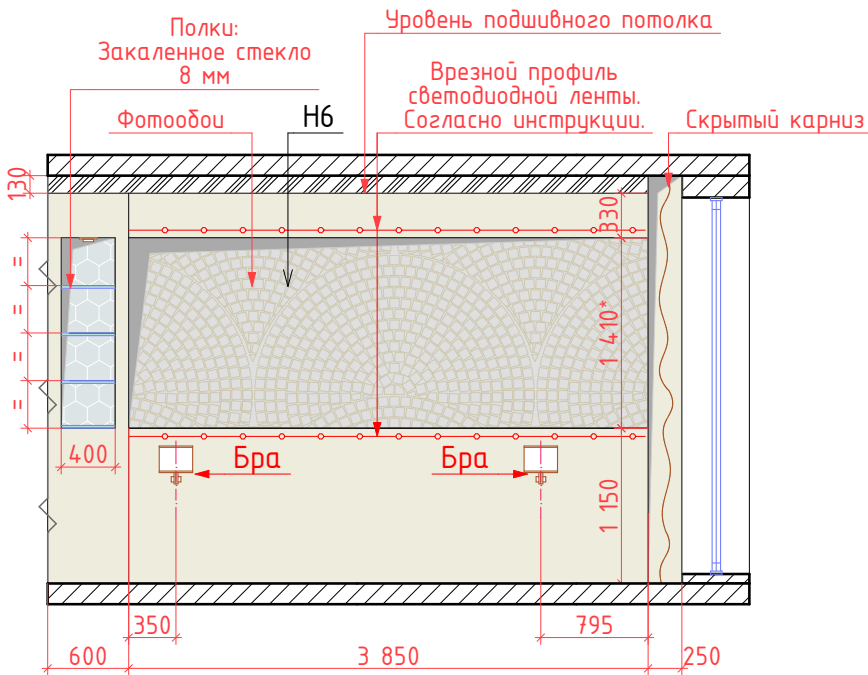 Полки:
Закаленное стекло
8 мм
Уровень подшивного потолка
Врезной профиль
светодиодной ленты.
Согласно инструкции.
Фотообои
Н6
Скрытый карниз
130
330
=
=
=
=
1 410*
400
Бра
Бра
1 150
350
795
600
3 850
250